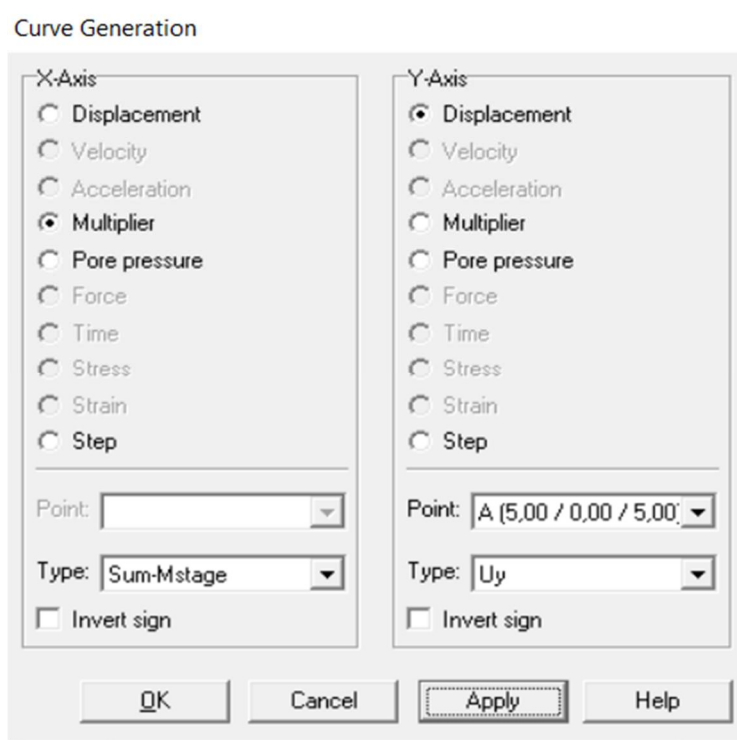 Curve Generation
X-Axis
Displacement
Velocity
Acceleration
Multiplier
Pore pressure
Force
Time
Stress
Strain
Step
Point:
Type: Sum-Mstage
Invert sign
Y-Axis
Displacement
Velocity
Acceleration
Multiplier
Pore pressure
Force
Time
Stress
Strain
Step
Point: A (5,00 / 0,00 / 5,00)
Type: Uy
Invert sign
OK Cancel Apply Help